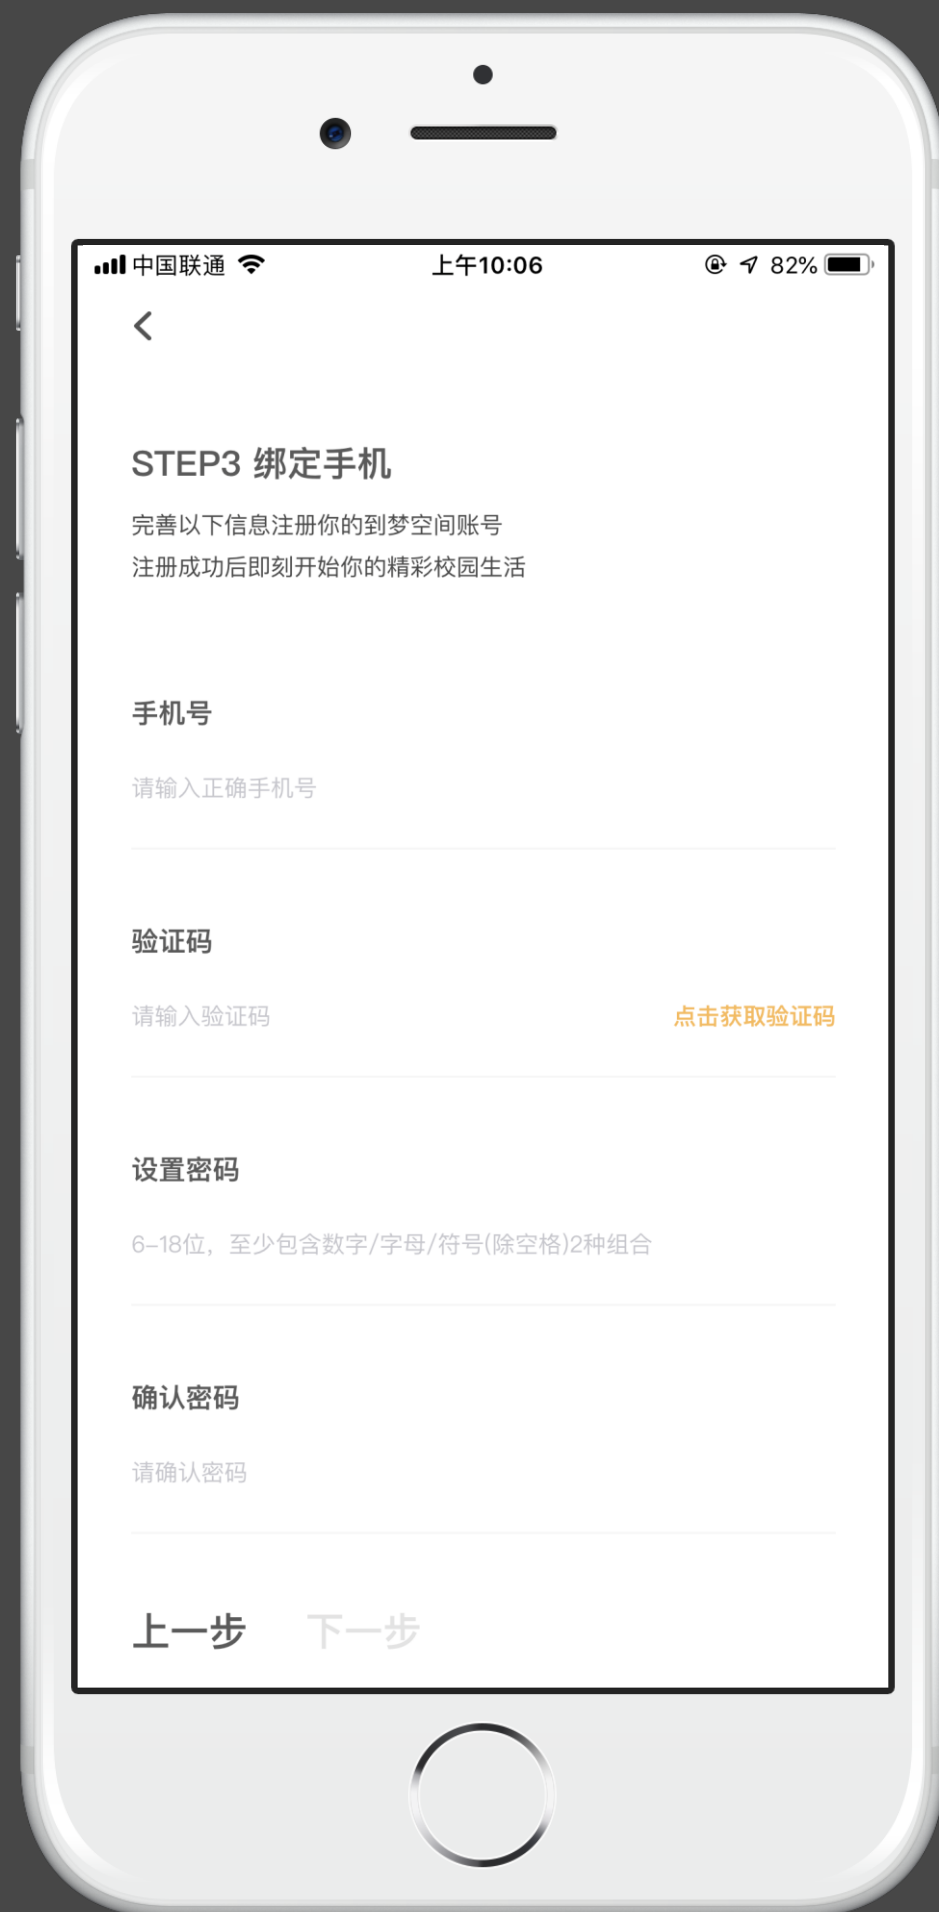 中国联通 上午10:06 82%
STEP3 绑定手机
完善以下信息注册你的到梦空间账号
注册成功后即刻开始你的精彩校园生活
手机号
请输入正确手机号
验证码
请输入验证码 点击获取验证码
设置密码
6-18位，至少包含数字/字母/符号(除空格)2种组合
确认密码
请确认密码
上一步 下一步